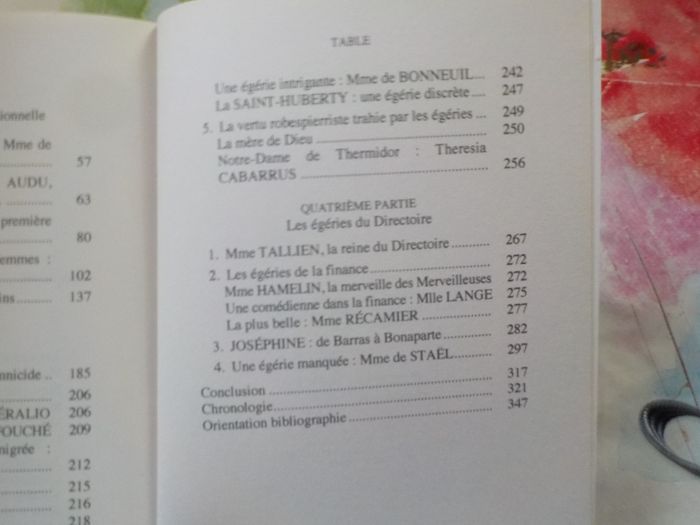 sionnelle
Mme de
57
AUDU,
63
première
80
emmes :
102
ins.......... 137
nnicide .. 185
206
ÉRALIO 206
FOUCHÉ 209
nigrée :
212
215
216
218
TABLE
Une égérie intrigante : Mme de BONNEUIL.... 242
La SAINT-HUBERTY : une égérie discrète ..... 247
5. La vertu robespierriste trahie par les égéries ... 249
La mère de Dieu ........................................ 250
Notre-Dame de Thermidor : Theresia
CABARRUS ........................................ 256
QUATRIÈME PARTIE
Les égéries du Directoire
1. Mme TALLIEN, la reine du Directoire .......... 267
2. Les égéries de la finance .............................. 272
Mme HAMELIN, la merveille des Merveilleuses 272
Une comédienne dans la finance : Mlle LANGE 275
La plus belle : Mme RÉCAMIER .................. 277
3. JOSÉPHINE : de Barras à Bonaparte ............ 282
4. Une égérie manquée : Mme de STAËL .......... 297
Conclusion .................................................... 317
Chronologie .................................................. 321
Orientation bibliographie ................................ 347